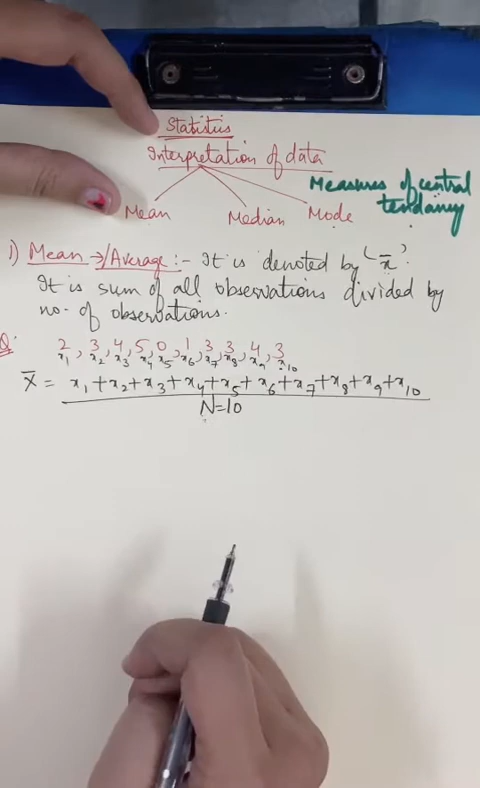 Statistics
Interpretation of data
Measures of central
tendancy
Mean Median Mode
1) Mean →/Average :- It is denoted by 'x̄'.
It is sum of all observations divided by
no. of observations.
Q:
2, 3, 4, 5, 0, 1, 3, 3, 4, 3
x₁ x₂ x₃ x₄ x₅ x₆ x₇ x₈ x₉ x₁₀
X̄ = x₁+x₂+x₃+x₄+x₅+x₆+x₇+x₈+x₉+x₁₀
N=10